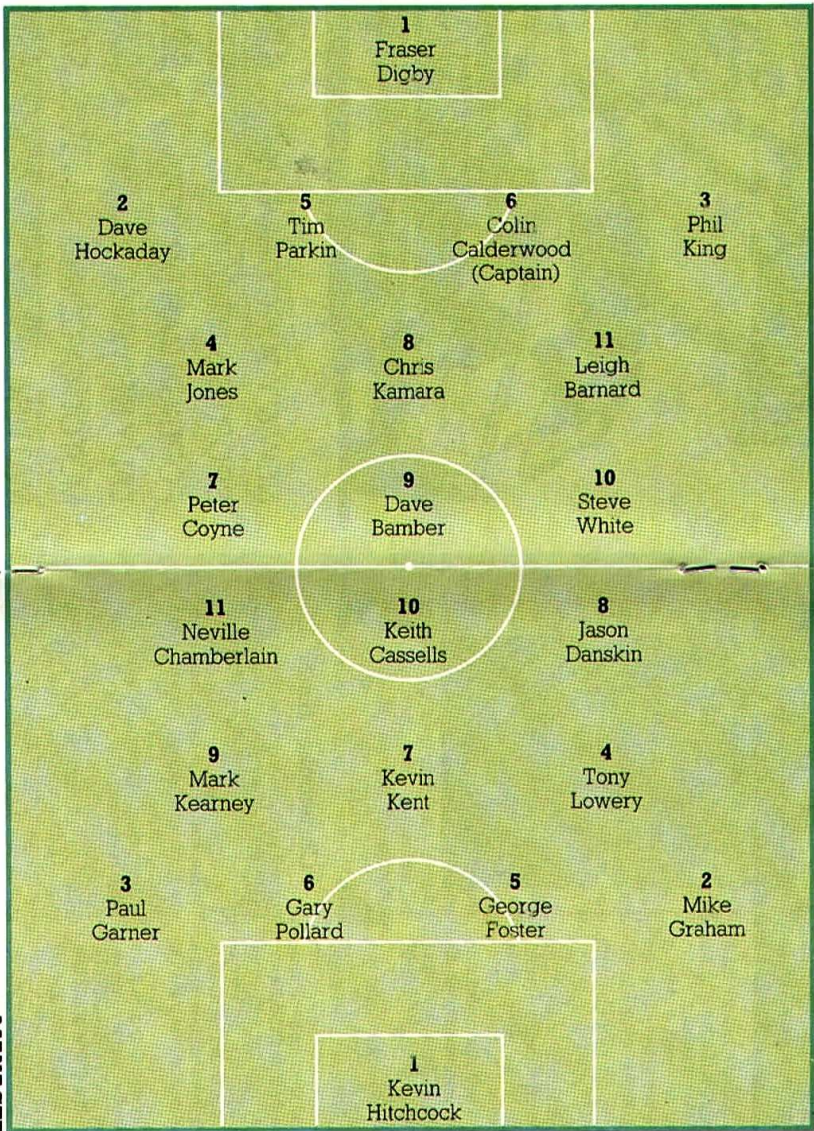 1
Fraser
Digby
2
Dave
Hockaday
5
Tim
Parkin
6
Colin
Calderwood
(Captain)
3
Phil
King
4
Mark
Jones
8
Chris
Kamara
11
Leigh
Barnard
7
Peter
Coyne
9
Dave
Bamber
10
Steve
White
11
Neville
Chamberlain
10
Keith
Cassells
8
Jason
Danskin
9
Mark
Kearney
7
Kevin
Kent
4
Tony
Lowery
3
Paul
Garner
6
Gary
Pollard
5
George
Foster
2
Mike
Graham
1
Kevin
Hitchcock